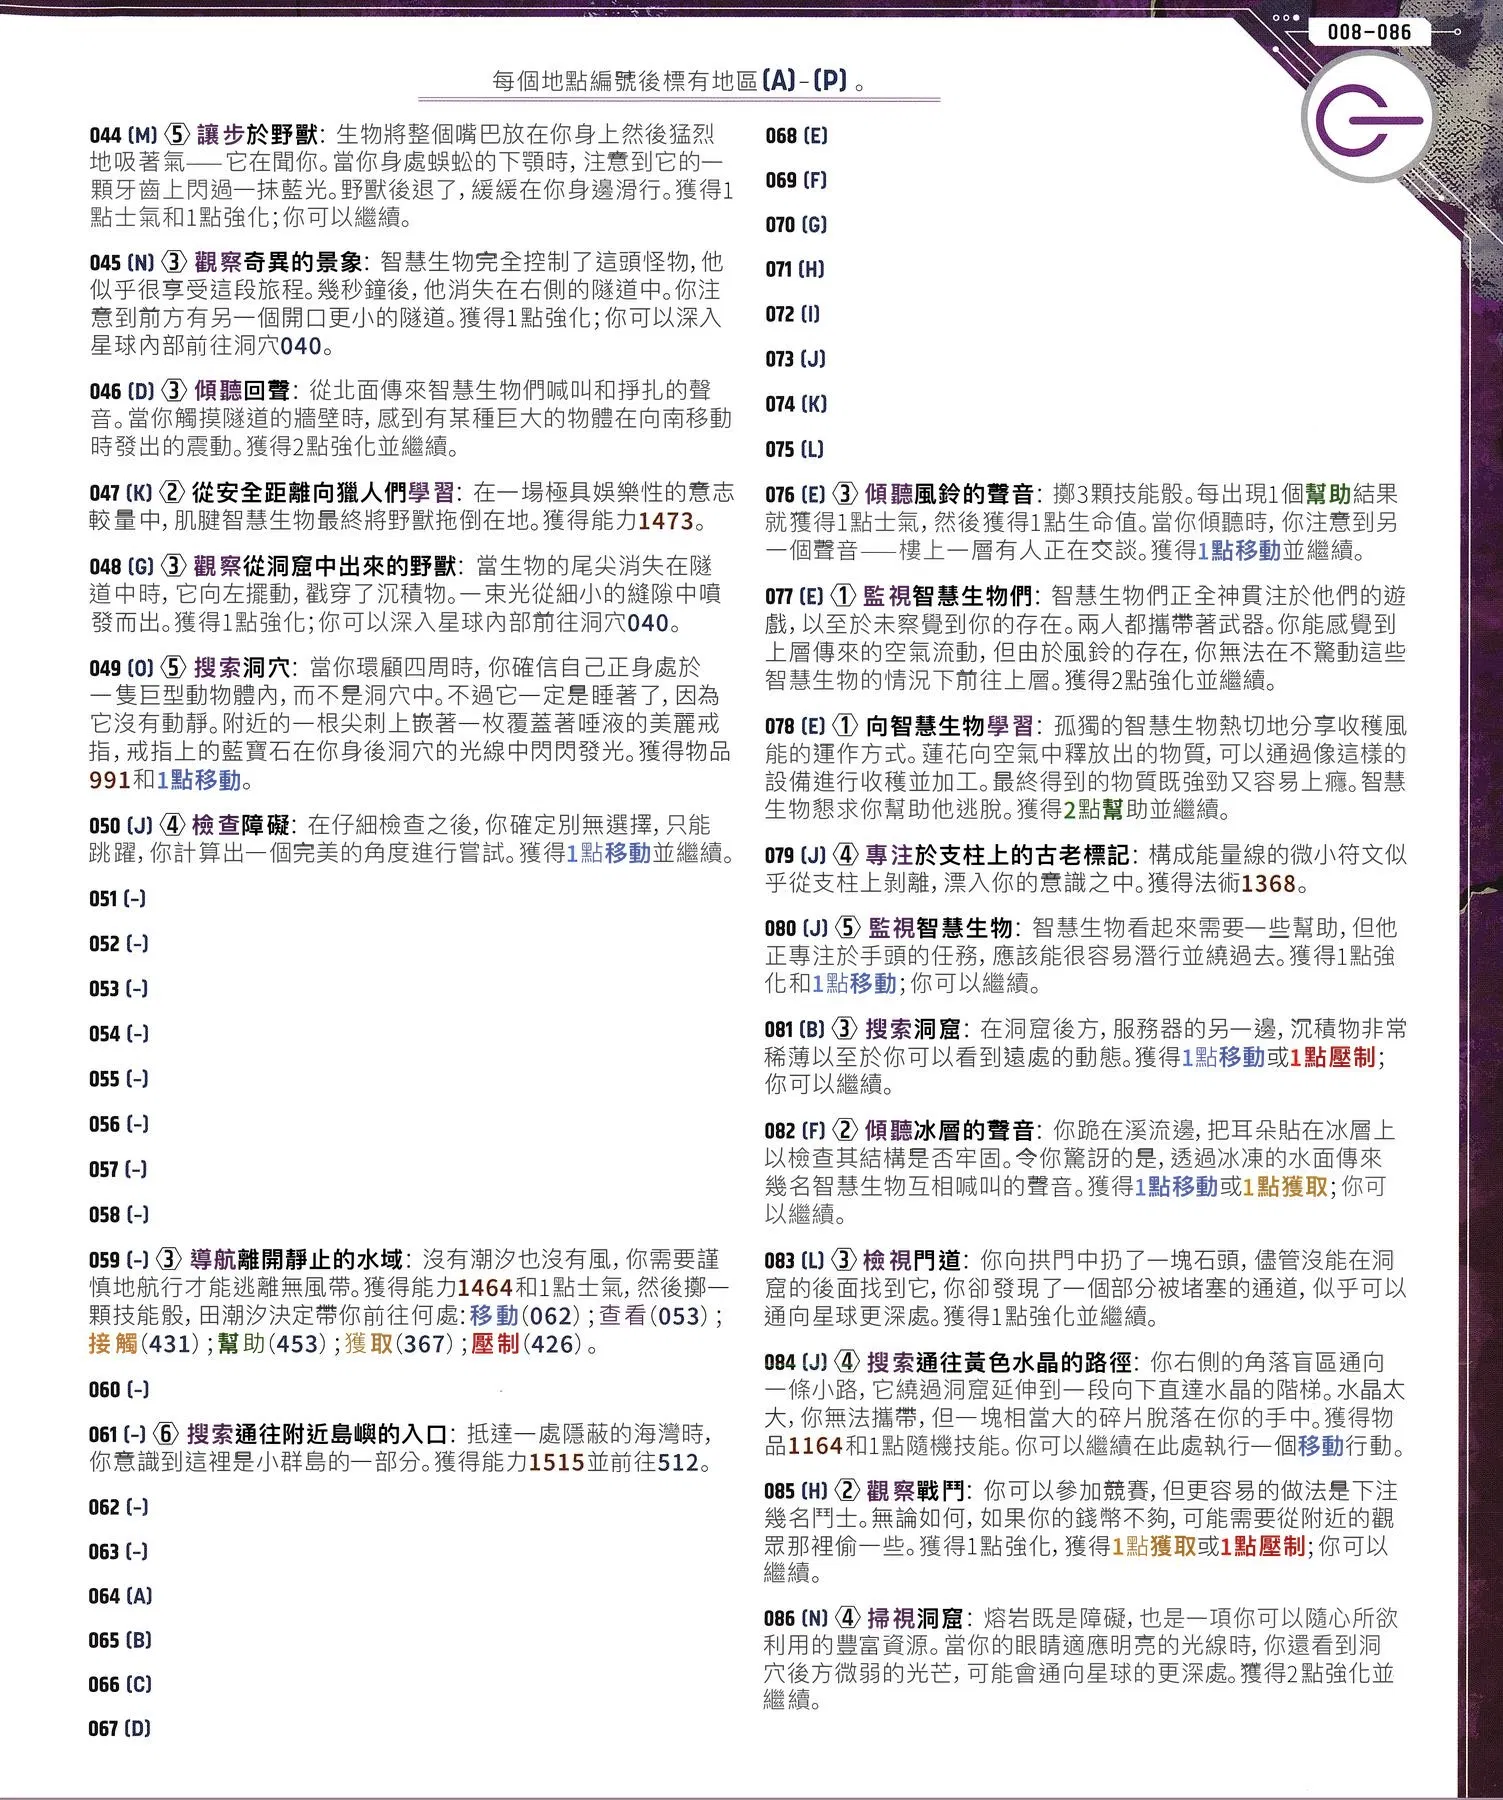 008-086
每個地點編號後標有地區(A)-(P)。
044 (M) 5 讓步於野獸：生物將整個嘴巴放在你身上然後猛烈
地吸著氣——它在聞你。當你身處蜈蚣的下顎時，注意到它的一
顆牙齒上閃過一抹藍光。野獸後退了，緩緩在你身邊滑行。獲得1
點士氣和1點強化；你可以繼續。
045 (N) 3 觀察奇異的景象：智慧生物完全控制了這頭怪物，他
似乎很享受這段旅程。幾秒鐘後，他消失在右側的隧道中。你注
意到前方有另一個開口更小的隧道。獲得1點強化；你可以深入
星球內部前往洞穴040。
046 (D) 3 傾聽回聲：從北面傳來智慧生物們喊叫和掙扎的聲
音。當你觸摸隧道的牆壁時，感到有某種巨大的物體在向南移動
時發出的震動。獲得2點強化並繼續。
047 (K) 2 從安全距離向獵人們學習：在一場極具娛樂性的意志
較量中，肌腱智慧生物最終將野獸拖倒在地。獲得能力1473。
048 (G) 3 觀察從洞窟中出來的野獸：當生物的尾尖消失在隧
道中時，它向左擺動，戳穿了沉積物。一束光從細小的縫隙中噴
發而出。獲得1點強化；你可以深入星球內部前往洞穴040。
049 (O) 5 搜索洞穴：當你環顧四周時，你確信自己正身處於
一隻巨型動物體內，而不是洞穴中。不過它一定是睡著了，因為
它沒有動靜。附近的一根尖刺上嵌著一枚覆蓋著唾液的美麗戒
指，戒指上的藍寶石在你身後洞穴的光線中閃閃發光。獲得物品
991和1點移動。
050 (J) 4 檢查障礙：在仔細檢查之後，你確定別無選擇，只能
跳躍，你計算出一個完美的角度進行嘗試。獲得1點移動並繼續。
051 (-)
052 (-)
053 (-)
054 (-)
055 (-)
056 (-)
057 (-)
058 (-)
059 (-) 3 導航離開靜止的水域：沒有潮汐也沒有風，你需要謹
慎地航行才能逃離無風帶。獲得能力1464和1點士氣，然後擲一
顆技能骰，田潮汐決定帶你前往何處：移動(062)；查看(053)；
接觸(431)；幫助(453)；獲取(367)；壓制(426)。
060 (-)
061 (-) 6 搜索通往附近島嶼的入口：抵達一處隱蔽的海灣時，
你意識到這裡是小群島的一部分。獲得能力1515並前往512。
062 (-)
063 (-)
064 (A)
065 (B)
066 (C)
067 (D)
068 (E)
069 (F)
070 (G)
071 (H)
072 (I)
073 (J)
074 (K)
075 (L)
076 (E) 3 傾聽風鈴的聲音：擲3顆技能骰。每出現1個幫助結果
就獲得1點士氣，然後獲得1點生命值。當你傾聽時，你注意到另
一個聲音——樓上一層有人正在交談。獲得1點移動並繼續。
077 (E) 1 監視智慧生物們：智慧生物們正全神貫注於他們的遊
戲，以至於未察覺到你的存在。兩人都攜帶著武器。你能感覺到
上層傳來的空氣流動，但由於風鈴的存在，你無法在不驚動這些
智慧生物的情況下前往上層。獲得2點強化並繼續。
078 (E) 1 向智慧生物學習：孤獨的智慧生物熱切地分享收穫風
能的運作方式。蓮花向空氣中釋放出的物質，可以通過像這樣的
設備進行收穫並加工。最終得到的物質既強勁又容易上癮。智慧
生物懇求你幫助他逃脫。獲得2點幫助並繼續。
079 (J) 4 專注於支柱上的古老標記：構成能量線的微小符文似
乎從支柱上剝離，漂入你的意識之中。獲得法術1368。
080 (J) 5 監視智慧生物：智慧生物看起來需要一些幫助，但他
正專注於手頭的任務，應該能很容易潛行並繞過去。獲得1點強
化和1點移動；你可以繼續。
081 (B) 3 搜索洞窟：在洞窟後方，服務器的另一邊，沉積物非常
稀薄以至於你可以看到遠處的動態。獲得1點移動或1點壓制；
你可以繼續。
082 (F) 2 傾聽冰層的聲音：你跪在溪流邊，把耳朵貼在冰層上
以檢查其結構是否牢固。令你驚訝的是，透過冰凍的水面傳來
幾名智慧生物互相喊叫的聲音。獲得1點移動或1點獲取；你可
以繼續。
083 (L) 3 檢視門道：你向拱門中扔了一塊石頭，儘管沒能在洞
窟的後面找到它，你卻發現了一個部分被堵塞的通道，似乎可以
通向星球更深處。獲得1點強化並繼續。
084 (J) 4 搜索通往黃色水晶的路徑：你右側的角落盲區通向
一條小路，它繞過洞窟延伸到一段向下直達水晶的階梯。水晶太
大，你無法攜帶，但一塊相當大的碎片脫落在你的手中。獲得物
品1164和1點隨機技能。你可以繼續在此處執行一個移動行動。
085 (H) 2 觀察戰鬥：你可以參加競賽，但更容易的做法是下注
幾名鬥士。無論如何，如果你的錢幣不夠，可能需要從附近的觀
眾那裡偷一些。獲得1點強化，獲得1點獲取或1點壓制；你可以
繼續。
086 (N) 4 掃視洞窟：熔岩既是障礙，也是一項你可以隨心所欲
利用的豐富資源。當你的眼睛適應明亮的光線時，你還看到洞
穴後方微弱的光芒，可能會通向星球的更深處。獲得2點強化並
繼續。